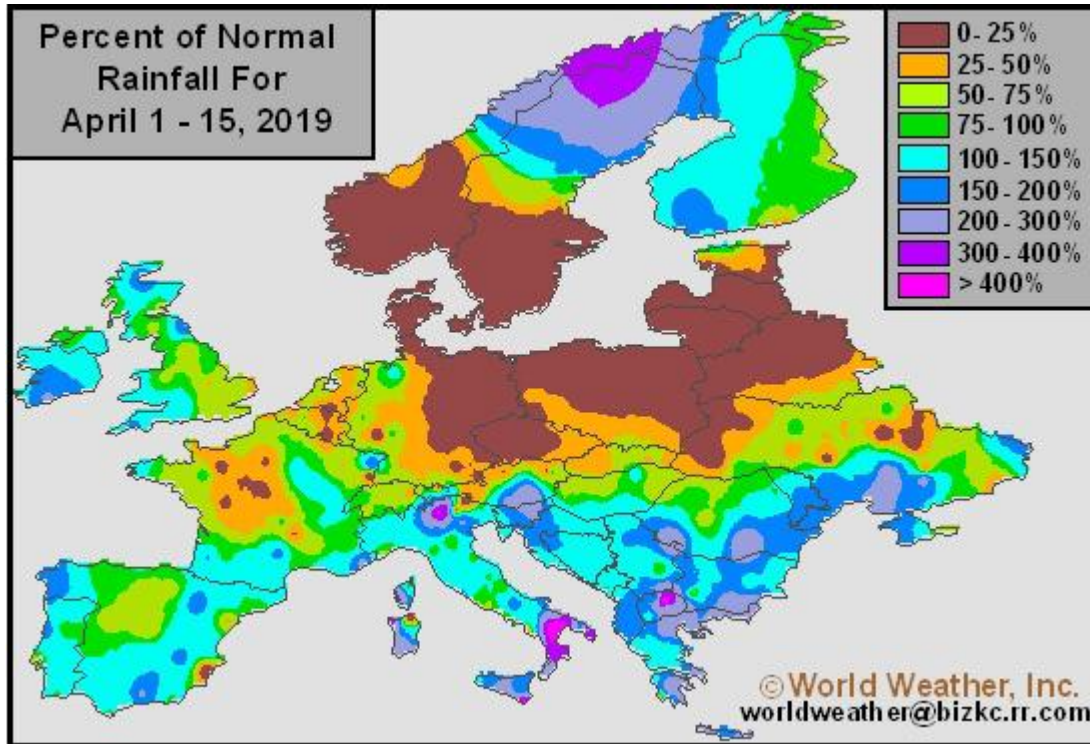 Percent of Normal
Rainfall For
April 1 - 15, 2019
0- 25%
25- 50%
50- 75%
75- 100%
100- 150%
150- 200%
200- 300%
300- 400%
> 400%
© World Weather, Inc.
worldweather@bizkc.rr.com